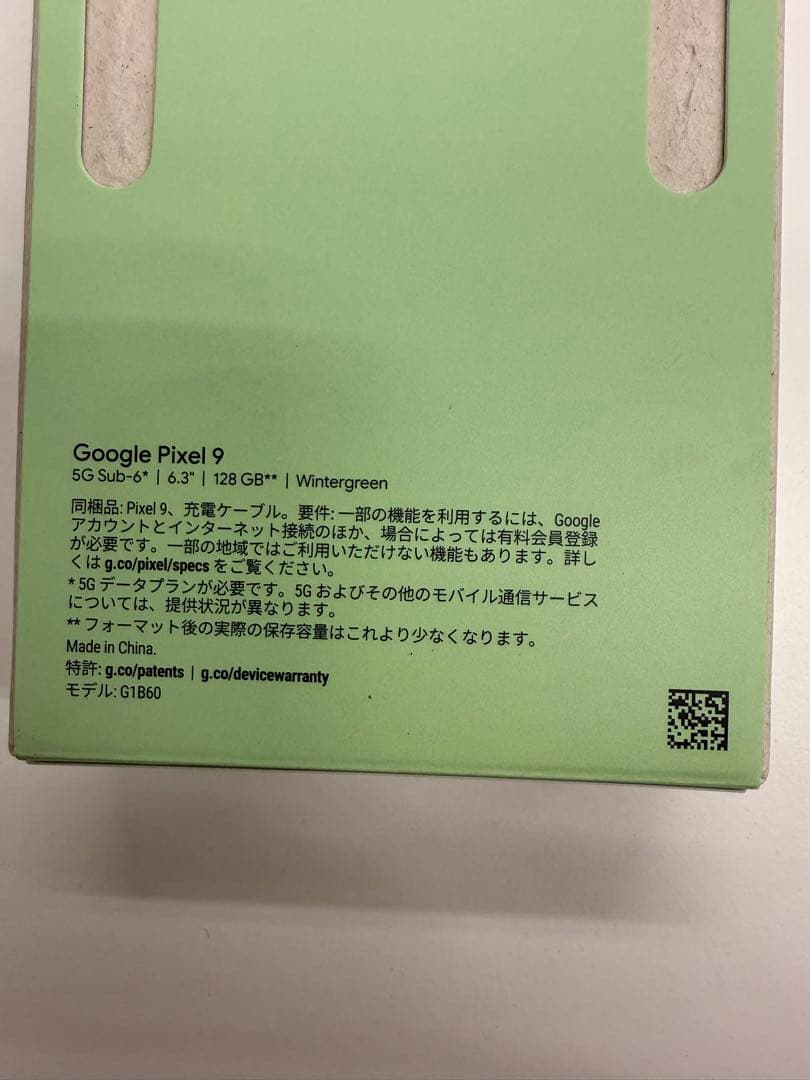 Google Pixel 9
5G Sub-6* | 6.3" | 128 GB** | Wintergreen
同梱品: Pixel 9、充電ケーブル。要件: 一部の機能を利用するには、Google
アカウントとインターネット接続のほか、場合によっては有料会員登録
が必要です。一部の地域ではご利用いただけない機能もあります。詳し
くは g.co/pixel/specs をご覧ください。
* 5G データプランが必要です。5G およびその他のモバイル通信サービス
については、提供状況が異なります。
** フォーマット後の実際の保存容量はこれより少なくなります。
Made in China.
特許: g.co/patents | g.co/devicewarranty
モデル: G1B60